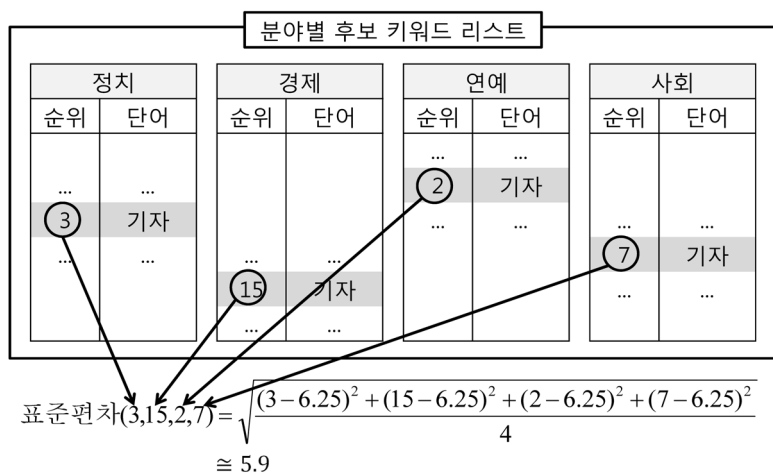 분야별 후보 키워드 리스트
정치 경제 연예 사회
순위 단어 순위 단어 순위 단어 순위 단어
... ...
2 기자
... ... ... ...
3 기자 ... ... ... ...
7 기자
... ... ... ...
15 기자 ... ...
... ...
표준편차(3,15,2,7) = √((3−6.25)² + (15−6.25)² + (2−6.25)² + (7−6.25)²
4
≅ 5.9